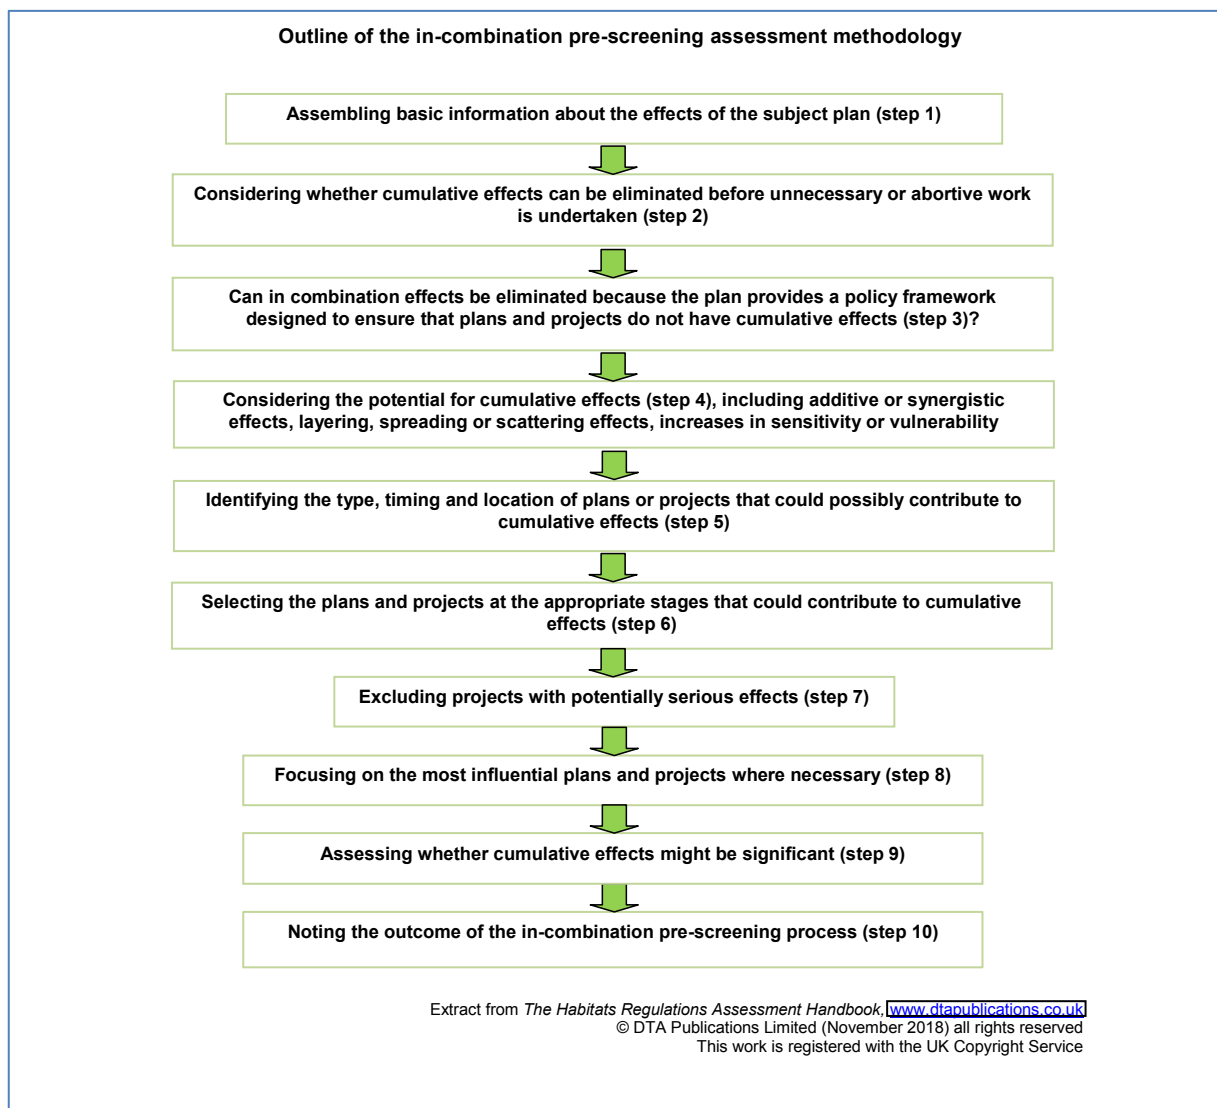 Outline of the in-combination pre-screening assessment methodology
Assembling basic information about the effects of the subject plan (step 1)
Considering whether cumulative effects can be eliminated before unnecessary or abortive work
is undertaken (step 2)
Can in combination effects be eliminated because the plan provides a policy framework
designed to ensure that plans and projects do not have cumulative effects (step 3)?
Considering the potential for cumulative effects (step 4), including additive or synergistic
effects, layering, spreading or scattering effects, increases in sensitivity or vulnerability
Identifying the type, timing and location of plans or projects that could possibly contribute to
cumulative effects (step 5)
Selecting the plans and projects at the appropriate stages that could contribute to cumulative
effects (step 6)
Excluding projects with potentially serious effects (step 7)
Focusing on the most influential plans and projects where necessary (step 8)
Assessing whether cumulative effects might be significant (step 9)
Noting the outcome of the in-combination pre-screening process (step 10)
Extract from The Habitats Regulations Assessment Handbook, www.dtapublications.co.uk
© DTA Publications Limited (November 2018) all rights reserved
This work is registered with the UK Copyright Service